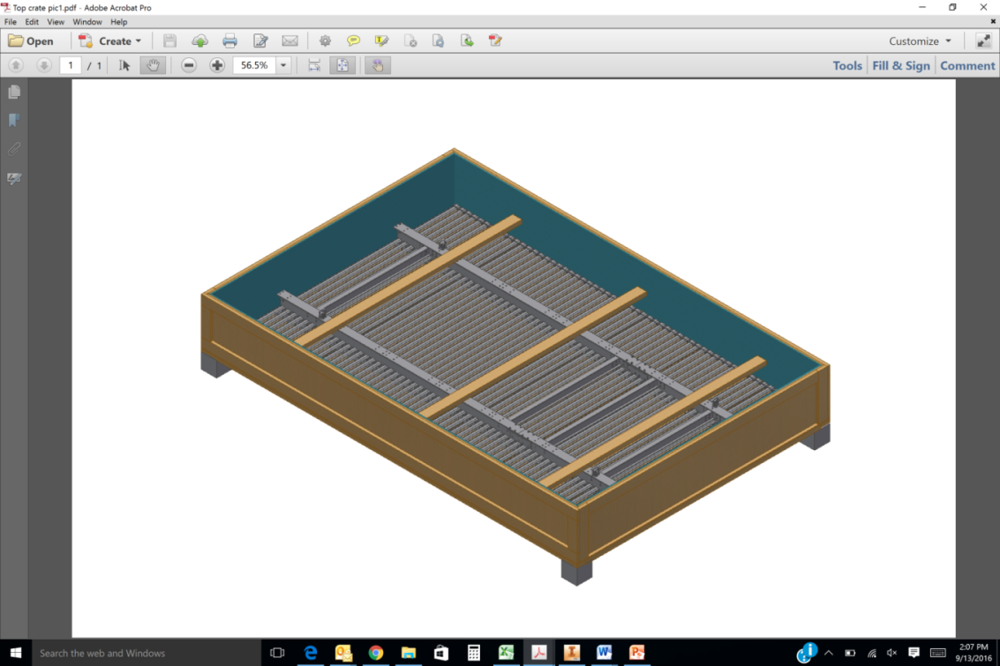 Top crate pic1.pdf - Adobe Acrobat Pro
File Edit View Window Help
Open Create Customize
1 / 1 56.5% Tools Fill & Sign Comment
Search the web and Windows
2:07 PM
9/13/2016